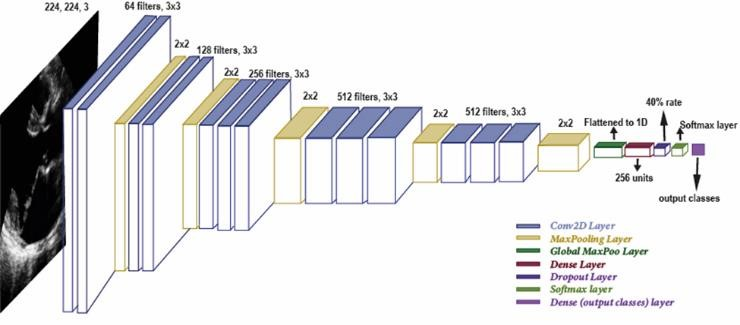 224, 224, 3
64 filters, 3x3
2x2
128 filters, 3x3
2x2
256 filters, 3x3
2x2
512 filters, 3x3
2x2
512 filters, 3x3
2x2
Flattened to 1D
40% rate
Softmax layer
256 units
output classes
Conv2D Layer
MaxPooling Layer
Global MaxPoo Layer
Dense Layer
Dropout Layer
Softmax layer
Dense (output classes) layer